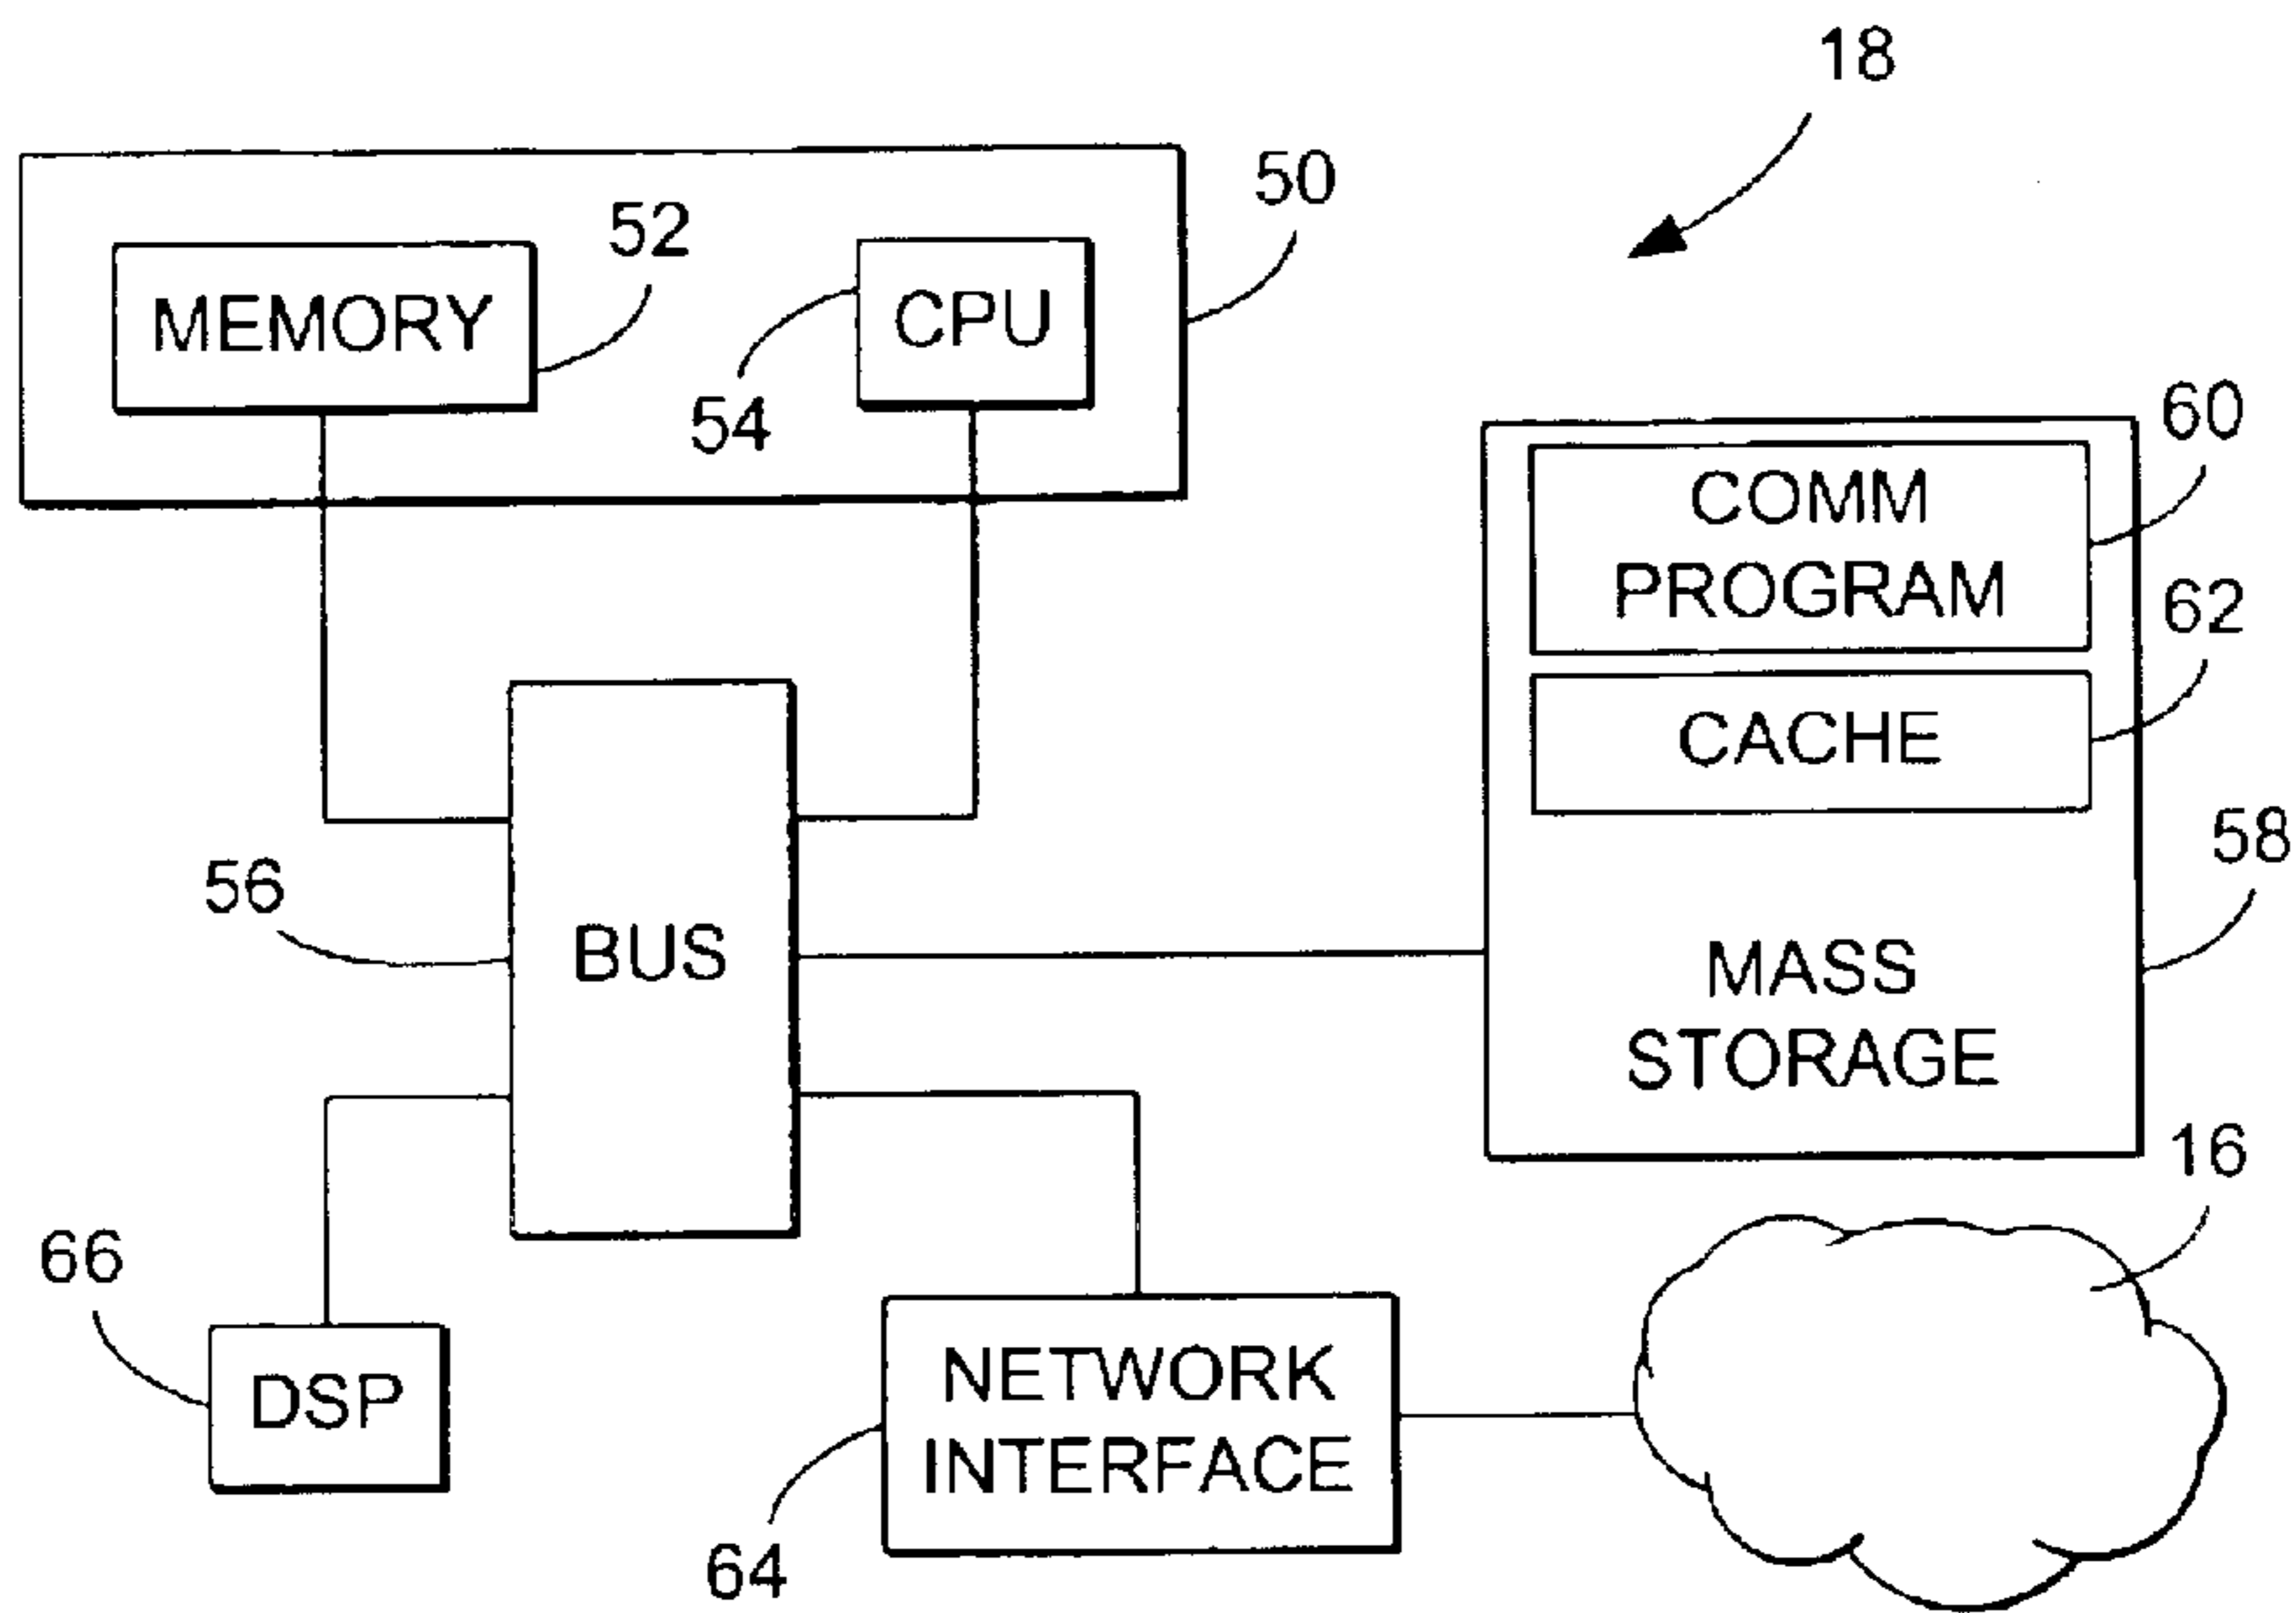 18
50
52
MEMORY
CPU
54
60
COMM
PROGRAM
62
CACHE
58
56
BUS
MASS
STORAGE
16
66
DSP
NETWORK
INTERFACE
64